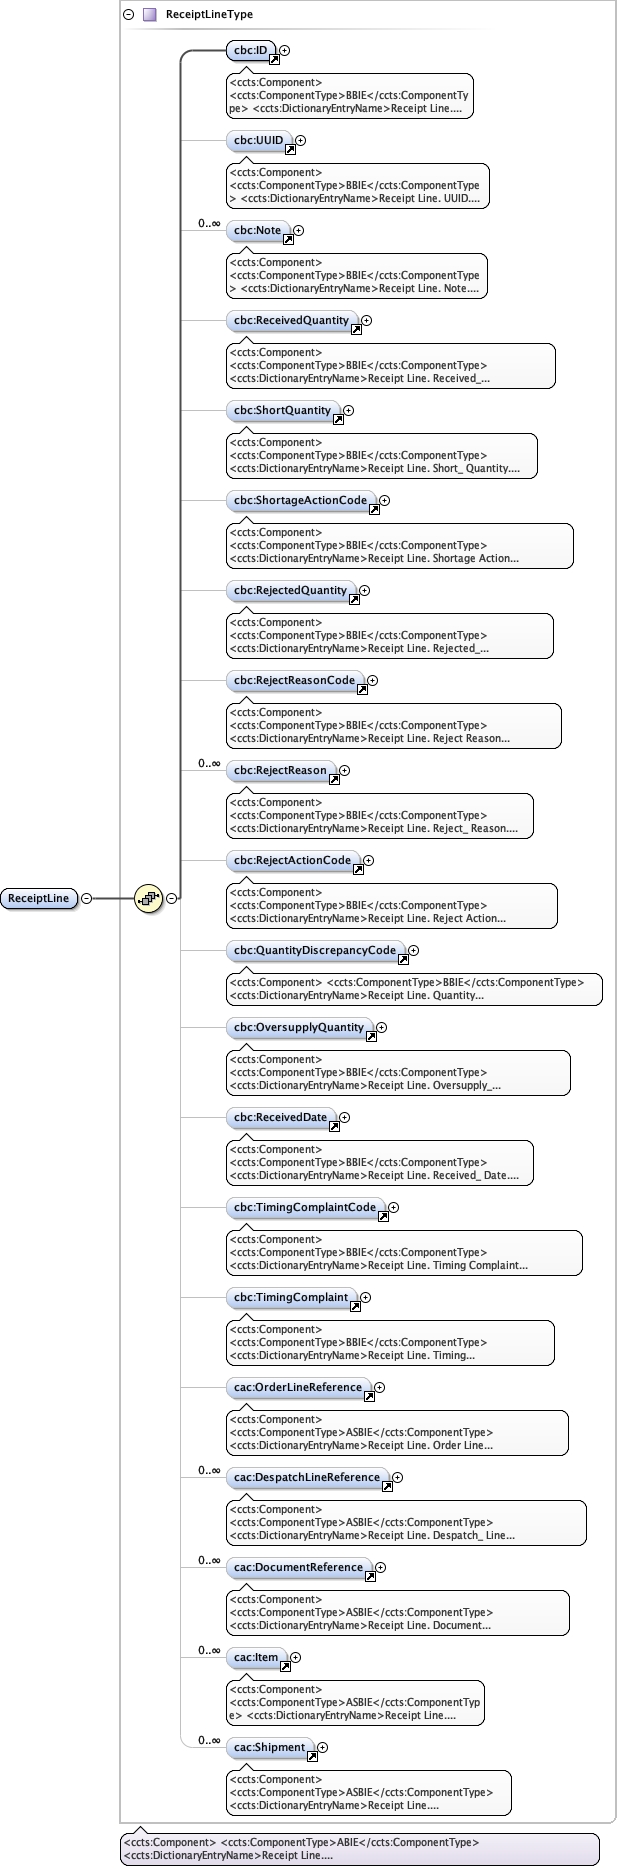 ReceiptLineType
cbc:ID
<ccts:Component>
<ccts:ComponentType>BBIE</ccts:ComponentTy
pe> <ccts:DictionaryEntryName>Receipt Line....
cbc:UUID
<ccts:Component>
<ccts:ComponentType>BBIE</ccts:ComponentType
> <ccts:DictionaryEntryName>Receipt Line. UUID....
0..∞
cbc:Note
<ccts:Component>
<ccts:ComponentType>BBIE</ccts:ComponentType
> <ccts:DictionaryEntryName>Receipt Line. Note....
cbc:ReceivedQuantity
<ccts:Component>
<ccts:ComponentType>BBIE</ccts:ComponentType>
<ccts:DictionaryEntryName>Receipt Line. Received_...
cbc:ShortQuantity
<ccts:Component>
<ccts:ComponentType>BBIE</ccts:ComponentType>
<ccts:DictionaryEntryName>Receipt Line. Short_ Quantity....
cbc:ShortageActionCode
<ccts:Component>
<ccts:ComponentType>BBIE</ccts:ComponentType>
<ccts:DictionaryEntryName>Receipt Line. Shortage Action...
cbc:RejectedQuantity
<ccts:Component>
<ccts:ComponentType>BBIE</ccts:ComponentType>
<ccts:DictionaryEntryName>Receipt Line. Rejected_...
cbc:RejectReasonCode
<ccts:Component>
<ccts:ComponentType>BBIE</ccts:ComponentType>
<ccts:DictionaryEntryName>Receipt Line. Reject Reason...
0..∞
cbc:RejectReason
<ccts:Component>
<ccts:ComponentType>BBIE</ccts:ComponentType>
<ccts:DictionaryEntryName>Receipt Line. Reject_ Reason....
cbc:RejectActionCode
<ccts:Component>
<ccts:ComponentType>BBIE</ccts:ComponentType>
<ccts:DictionaryEntryName>Receipt Line. Reject Action...
ReceiptLine
cbc:QuantityDiscrepancyCode
<ccts:Component> <ccts:ComponentType>BBIE</ccts:ComponentType>
<ccts:DictionaryEntryName>Receipt Line. Quantity...
cbc:OversupplyQuantity
<ccts:Component>
<ccts:ComponentType>BBIE</ccts:ComponentType>
<ccts:DictionaryEntryName>Receipt Line. Oversupply_...
cbc:ReceivedDate
<ccts:Component>
<ccts:ComponentType>BBIE</ccts:ComponentType>
<ccts:DictionaryEntryName>Receipt Line. Received_ Date....
cbc:TimingComplaintCode
<ccts:Component>
<ccts:ComponentType>BBIE</ccts:ComponentType>
<ccts:DictionaryEntryName>Receipt Line. Timing Complaint...
cbc:TimingComplaint
<ccts:Component>
<ccts:ComponentType>BBIE</ccts:ComponentType>
<ccts:DictionaryEntryName>Receipt Line. Timing...
cac:OrderLineReference
<ccts:Component>
<ccts:ComponentType>ASBIE</ccts:ComponentType>
<ccts:DictionaryEntryName>Receipt Line. Order Line...
0..∞
cac:DespatchLineReference
<ccts:Component>
<ccts:ComponentType>ASBIE</ccts:ComponentType>
<ccts:DictionaryEntryName>Receipt Line. Despatch_ Line...
0..∞
cac:DocumentReference
<ccts:Component>
<ccts:ComponentType>ASBIE</ccts:ComponentType>
<ccts:DictionaryEntryName>Receipt Line. Document...
0..∞
cac:Item
<ccts:Component>
<ccts:ComponentType>ASBIE</ccts:ComponentTyp
e> <ccts:DictionaryEntryName>Receipt Line....
0..∞
cac:Shipment
<ccts:Component>
<ccts:ComponentType>ASBIE</ccts:ComponentType>
<ccts:DictionaryEntryName>Receipt Line....
<ccts:Component> <ccts:ComponentType>ABIE</ccts:ComponentType>
<ccts:DictionaryEntryName>Receipt Line....